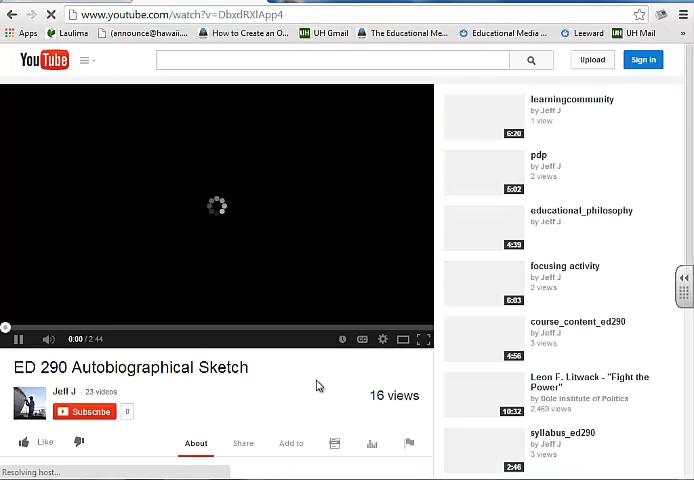 www.youtube.com/watch?v=DbxdRXlApp4
Apps Laulima (announce@hawaii.... How to Create an O... UH Gmail The Educational Me... Educational Media ... Leeward UH Mail »
YouTube
Upload
Sign in
learningcommunity
by Jeff J
1 view
6:20
pdp
by Jeff J
2 views
5:02
educational_philosophy
by Jeff J
4:39
focusing activity
by Jeff J
2 views
6:03
course_content_ed290
by Jeff J
3 views
4:56
Leon F. Litwack - "Fight the
Power"
by Dole Institute of Politics
2,469 views
10:32
syllabus_ed290
by Jeff J
3 views
2:46
0:00 / 2:44
ED 290 Autobiographical Sketch
Jeff J · 23 videos
Subscribe 0
16 views
Like
About Share Add to
Resolving host...